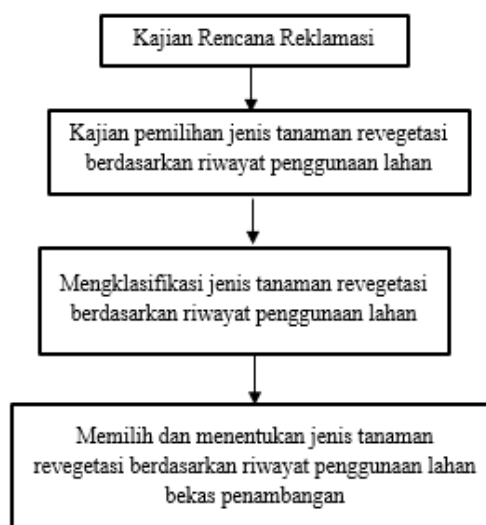 Kajian Rencana Reklamasi
Kajian pemilihan jenis tanaman revegetasi
berdasarkan riwayat penggunaan lahan
Mengklasifikasi jenis tanaman revegetasi
berdasarkan riwayat penggunaan lahan
Memilih dan menentukan jenis tanaman
revegetasi berdasarkan riwayat penggunaan lahan
bekas penambangan